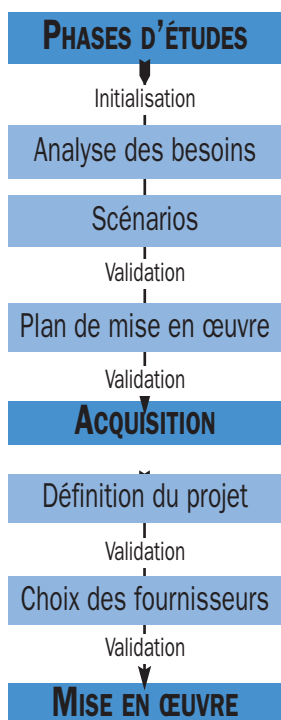 PHASES D'ÉTUDES
Initialisation
Analyse des besoins
Scénarios
Validation
Plan de mise en œuvre
Validation
ACQUISITION
Définition du projet
Validation
Choix des fournisseurs
Validation
MISE EN ŒUVRE